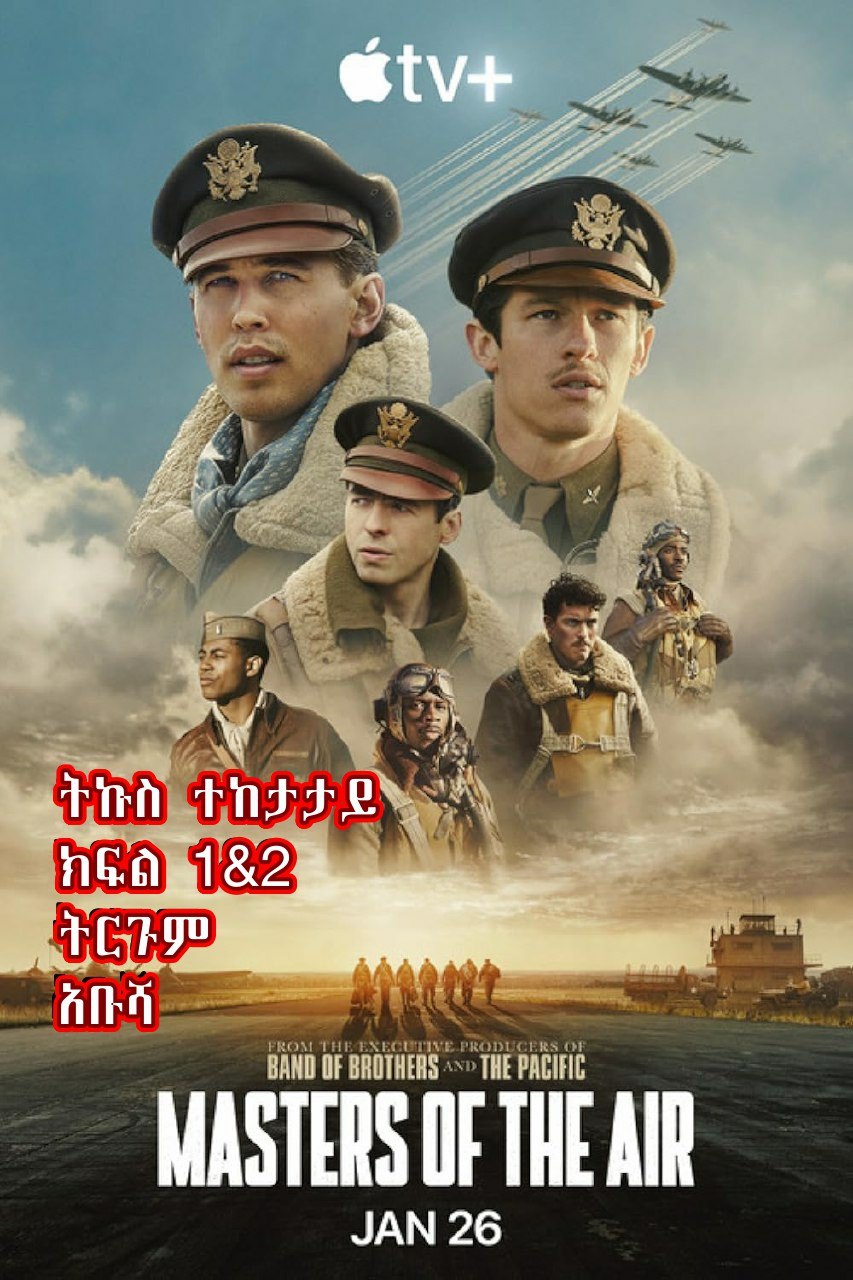 tv+
ትኩስ ተከታታይ
ክፍል 1&2
ትርጉም
አቡሻ
FROM THE EXECUTIVE PRODUCERS OF
BAND OF BROTHERS AND THE PACIFIC
MASTERS OF THE AIR
JAN 26